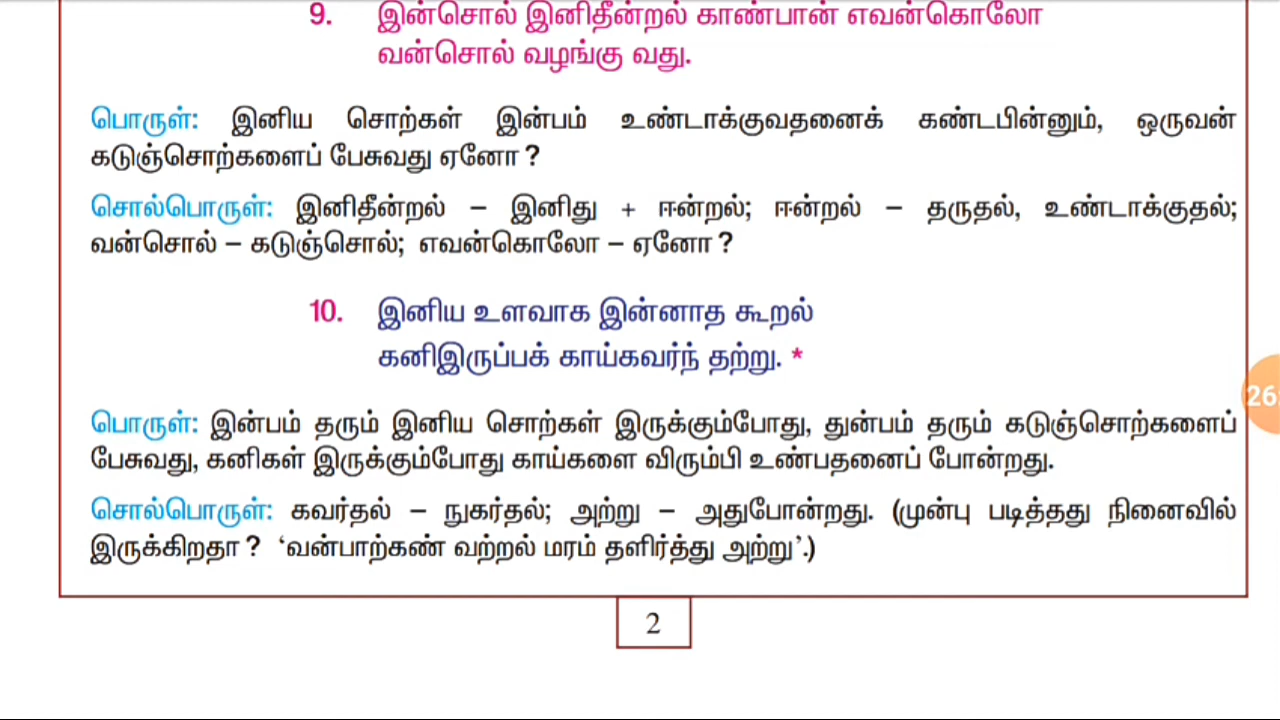 9. இன்சொல் இனிதீன்றல் காண்பான் எவன்கொலோ
வன்சொல் வழங்கு வது.
பொருள்: இனிய சொற்கள் இன்பம் உண்டாக்குவதனைக் கண்டபின்னும், ஒருவன்
கடுஞ்சொற்களைப் பேசுவது ஏனோ ?
சொல்பொருள்: இனிதீன்றல் – இனிது + ஈன்றல்; ஈன்றல் – தருதல், உண்டாக்குதல்;
வன்சொல் – கடுஞ்சொல்; எவன்கொலோ – ஏனோ ?
10. இனிய உளவாக இன்னாத கூறல்
கனிஇருப்பக் காய்கவர்ந் தற்று. *
பொருள்: இன்பம் தரும் இனிய சொற்கள் இருக்கும்போது, துன்பம் தரும் கடுஞ்சொற்களைப்
பேசுவது, கனிகள் இருக்கும்போது காய்களை விரும்பி உண்பதனைப் போன்றது.
சொல்பொருள்: கவர்தல் – நுகர்தல்; அற்று – அதுபோன்றது. (முன்பு படித்தது நினைவில்
இருக்கிறதா ? ‘வன்பாற்கண் வற்றல் மரம் தளிர்த்து அற்று’.)
2